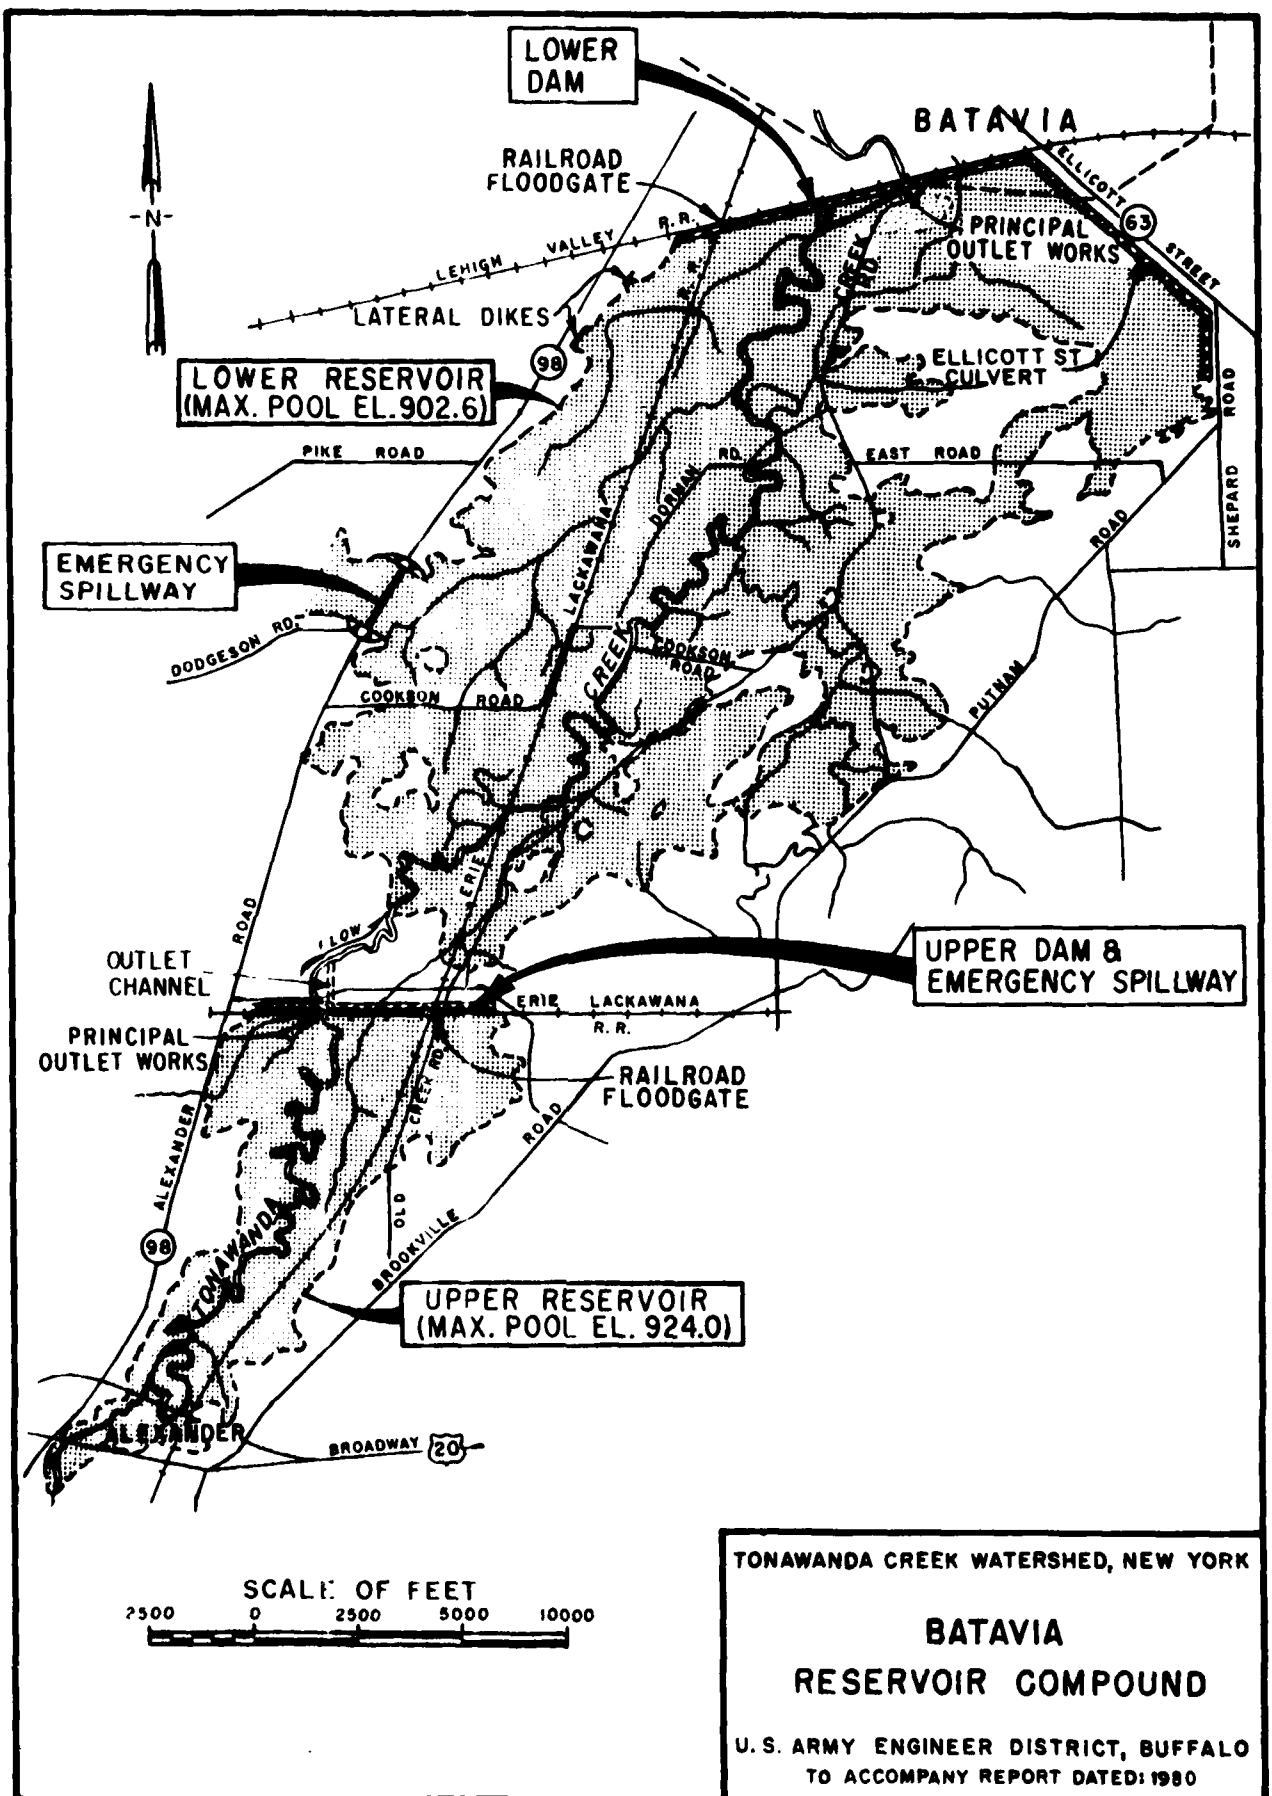 LOWER
DAM
BATAVIA
RAILROAD
FLOODGATE
ELLICOTT
STREET
63
-N-
PRINCIPAL
OUTLET WORKS
LEHIGH VALLEY R.R.
CREEK
RD
R. R.
LATERAL DIKES
98
LOWER RESERVOIR
(MAX. POOL EL. 902.6)
ELLICOTT ST
CULVERT
PIKE ROAD
RD.
DORMAN
EAST ROAD
SHEPARD ROAD
ROAD
PUTNAM
EMERGENCY
SPILLWAY
LACKAWANA
DODGESON RD.
CREEK
COOKSON
ROAD
COOKSON ROAD
ERIE
ROAD
FLOW
OUTLET
CHANNEL
UPPER DAM &
EMERGENCY SPILLWAY
ERIE LACKAWANA
R. R.
PRINCIPAL
OUTLET WORKS
RAILROAD
FLOODGATE
CREEK RD.
ROAD
ALEXANDER
OLD
BROOKVILLE
TONAWANDA
98
UPPER RESERVOIR
(MAX. POOL EL. 924.0)
ALEXANDER
BROADWAY 20
SCALE OF FEET
2500 0 2500 5000 10000
TONAWANDA CREEK WATERSHED, NEW YORK
BATAVIA
RESERVOIR COMPOUND
U. S. ARMY ENGINEER DISTRICT, BUFFALO
TO ACCOMPANY REPORT DATED: 1980